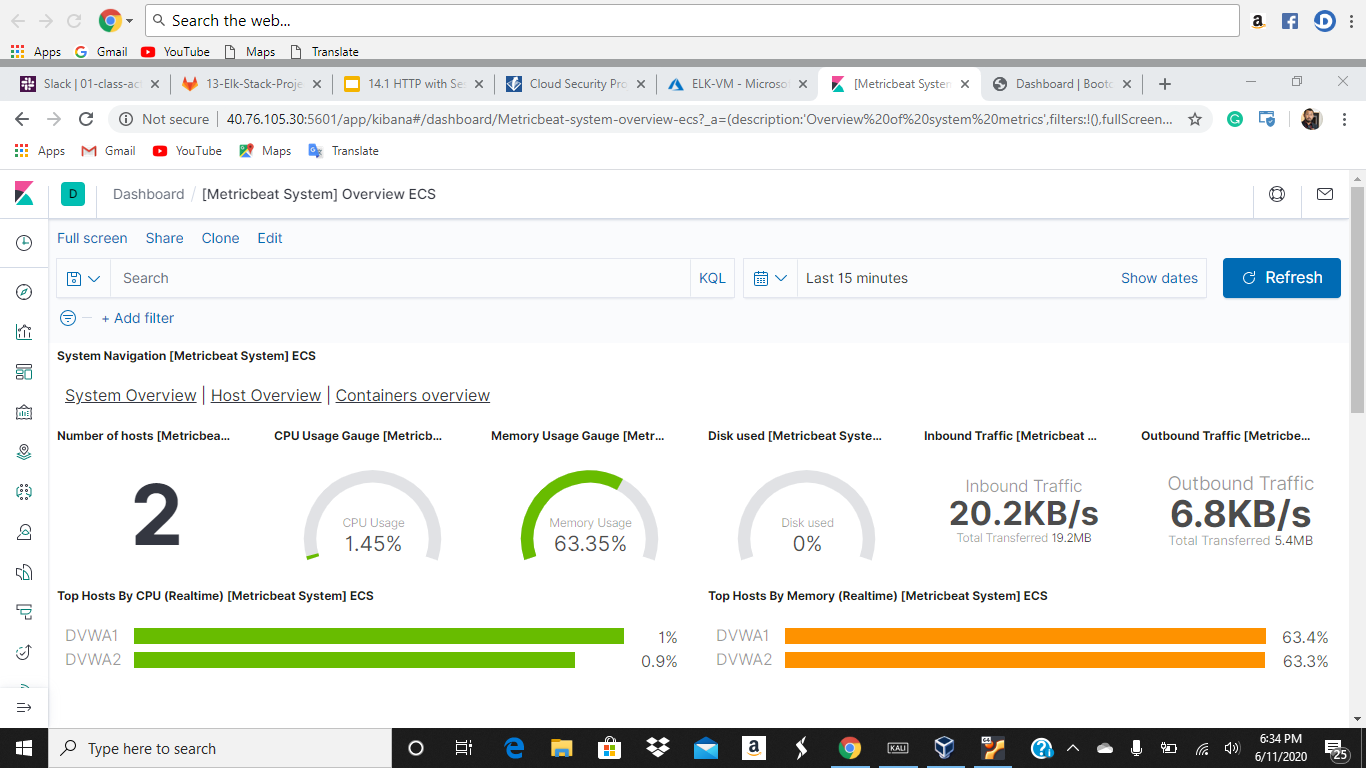 Search the web...
Apps Gmail YouTube Maps Translate
Slack | 01-class-ac 13-Elk-Stack-Proje 14.1 HTTP with Se Cloud Security Pro ELK-VM - Microso [Metricbeat System Dashboard | Bootc
Not secure 40.76.105.30:5601/app/kibana#/dashboard/Metricbeat-system-overview-ecs?_a=(description:'Overview%20of%20system%20metrics',filters:!(),fullScreen...
Apps Gmail YouTube Maps Translate
D Dashboard / [Metricbeat System] Overview ECS
Full screen Share Clone Edit
Search KQL Last 15 minutes Show dates Refresh
+ Add filter
System Navigation [Metricbeat System] ECS
System Overview | Host Overview | Containers overview
Number of hosts [Metricbea... CPU Usage Gauge [Metricb... Memory Usage Gauge [Metr... Disk used [Metricbeat Syste... Inbound Traffic [Metricbeat ... Outbound Traffic [Metricbe...
2
CPU Usage
1.45%
Memory Usage
63.35%
Disk used
0%
Inbound Traffic
20.2KB/s
Total Transferred 19.2MB
Outbound Traffic
6.8KB/s
Total Transferred 5.4MB
Top Hosts By CPU (Realtime) [Metricbeat System] ECS
DVWA1 1%
DVWA2 0.9%
Top Hosts By Memory (Realtime) [Metricbeat System] ECS
DVWA1 63.4%
DVWA2 63.3%
Type here to search
KALI
64
6:34 PM
6/11/2020
25